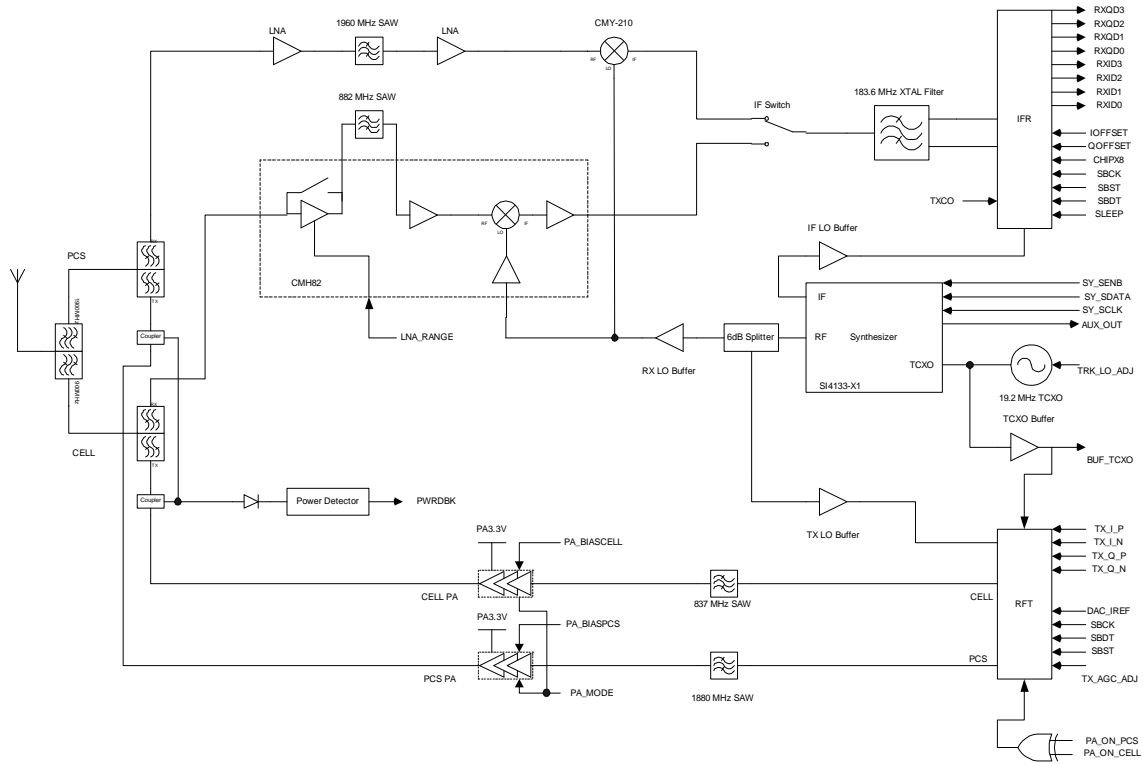 1960 MHz SAW
CMY-210
LNA
LNA
RF
LO
IF
882 MHz SAW
IF Switch
183.6 MHz XTAL Filter
IFR
RXQD3
RXQD2
RXQD1
RXQD0
RXID3
RXID2
RXID1
RXID0
IOFFSET
QOFFSET
CHIPX8
SBCK
SBST
SBDT
SLEEP
TXCO
RF
LO
IF
CMH82
LNA_RANGE
PCS
RX
TX
1900MHz
900MHz
Coupler
CELL
RX
TX
Coupler
IF LO Buffer
IF
RF
Synthesizer
TCXO
SI4133-X1
SY_SENB
SY_SDATA
SY_SCLK
AUX_OUT
RX LO Buffer
6dB Splitter
19.2 MHz TCXO
TRK_LO_ADJ
TCXO Buffer
BUF_TCXO
Power Detector
PWRDBK
TX LO Buffer
PA3.3V
PA_BIASCELL
CELL PA
837 MHz SAW
CELL
PA3.3V
PA_BIASPCS
PCS PA
PA_MODE
1880 MHz SAW
PCS
RFT
TX_I_P
TX_I_N
TX_Q_P
TX_Q_N
DAC_IREF
SBCK
SBDT
SBST
TX_AGC_ADJ
PA_ON_PCS
PA_ON_CELL